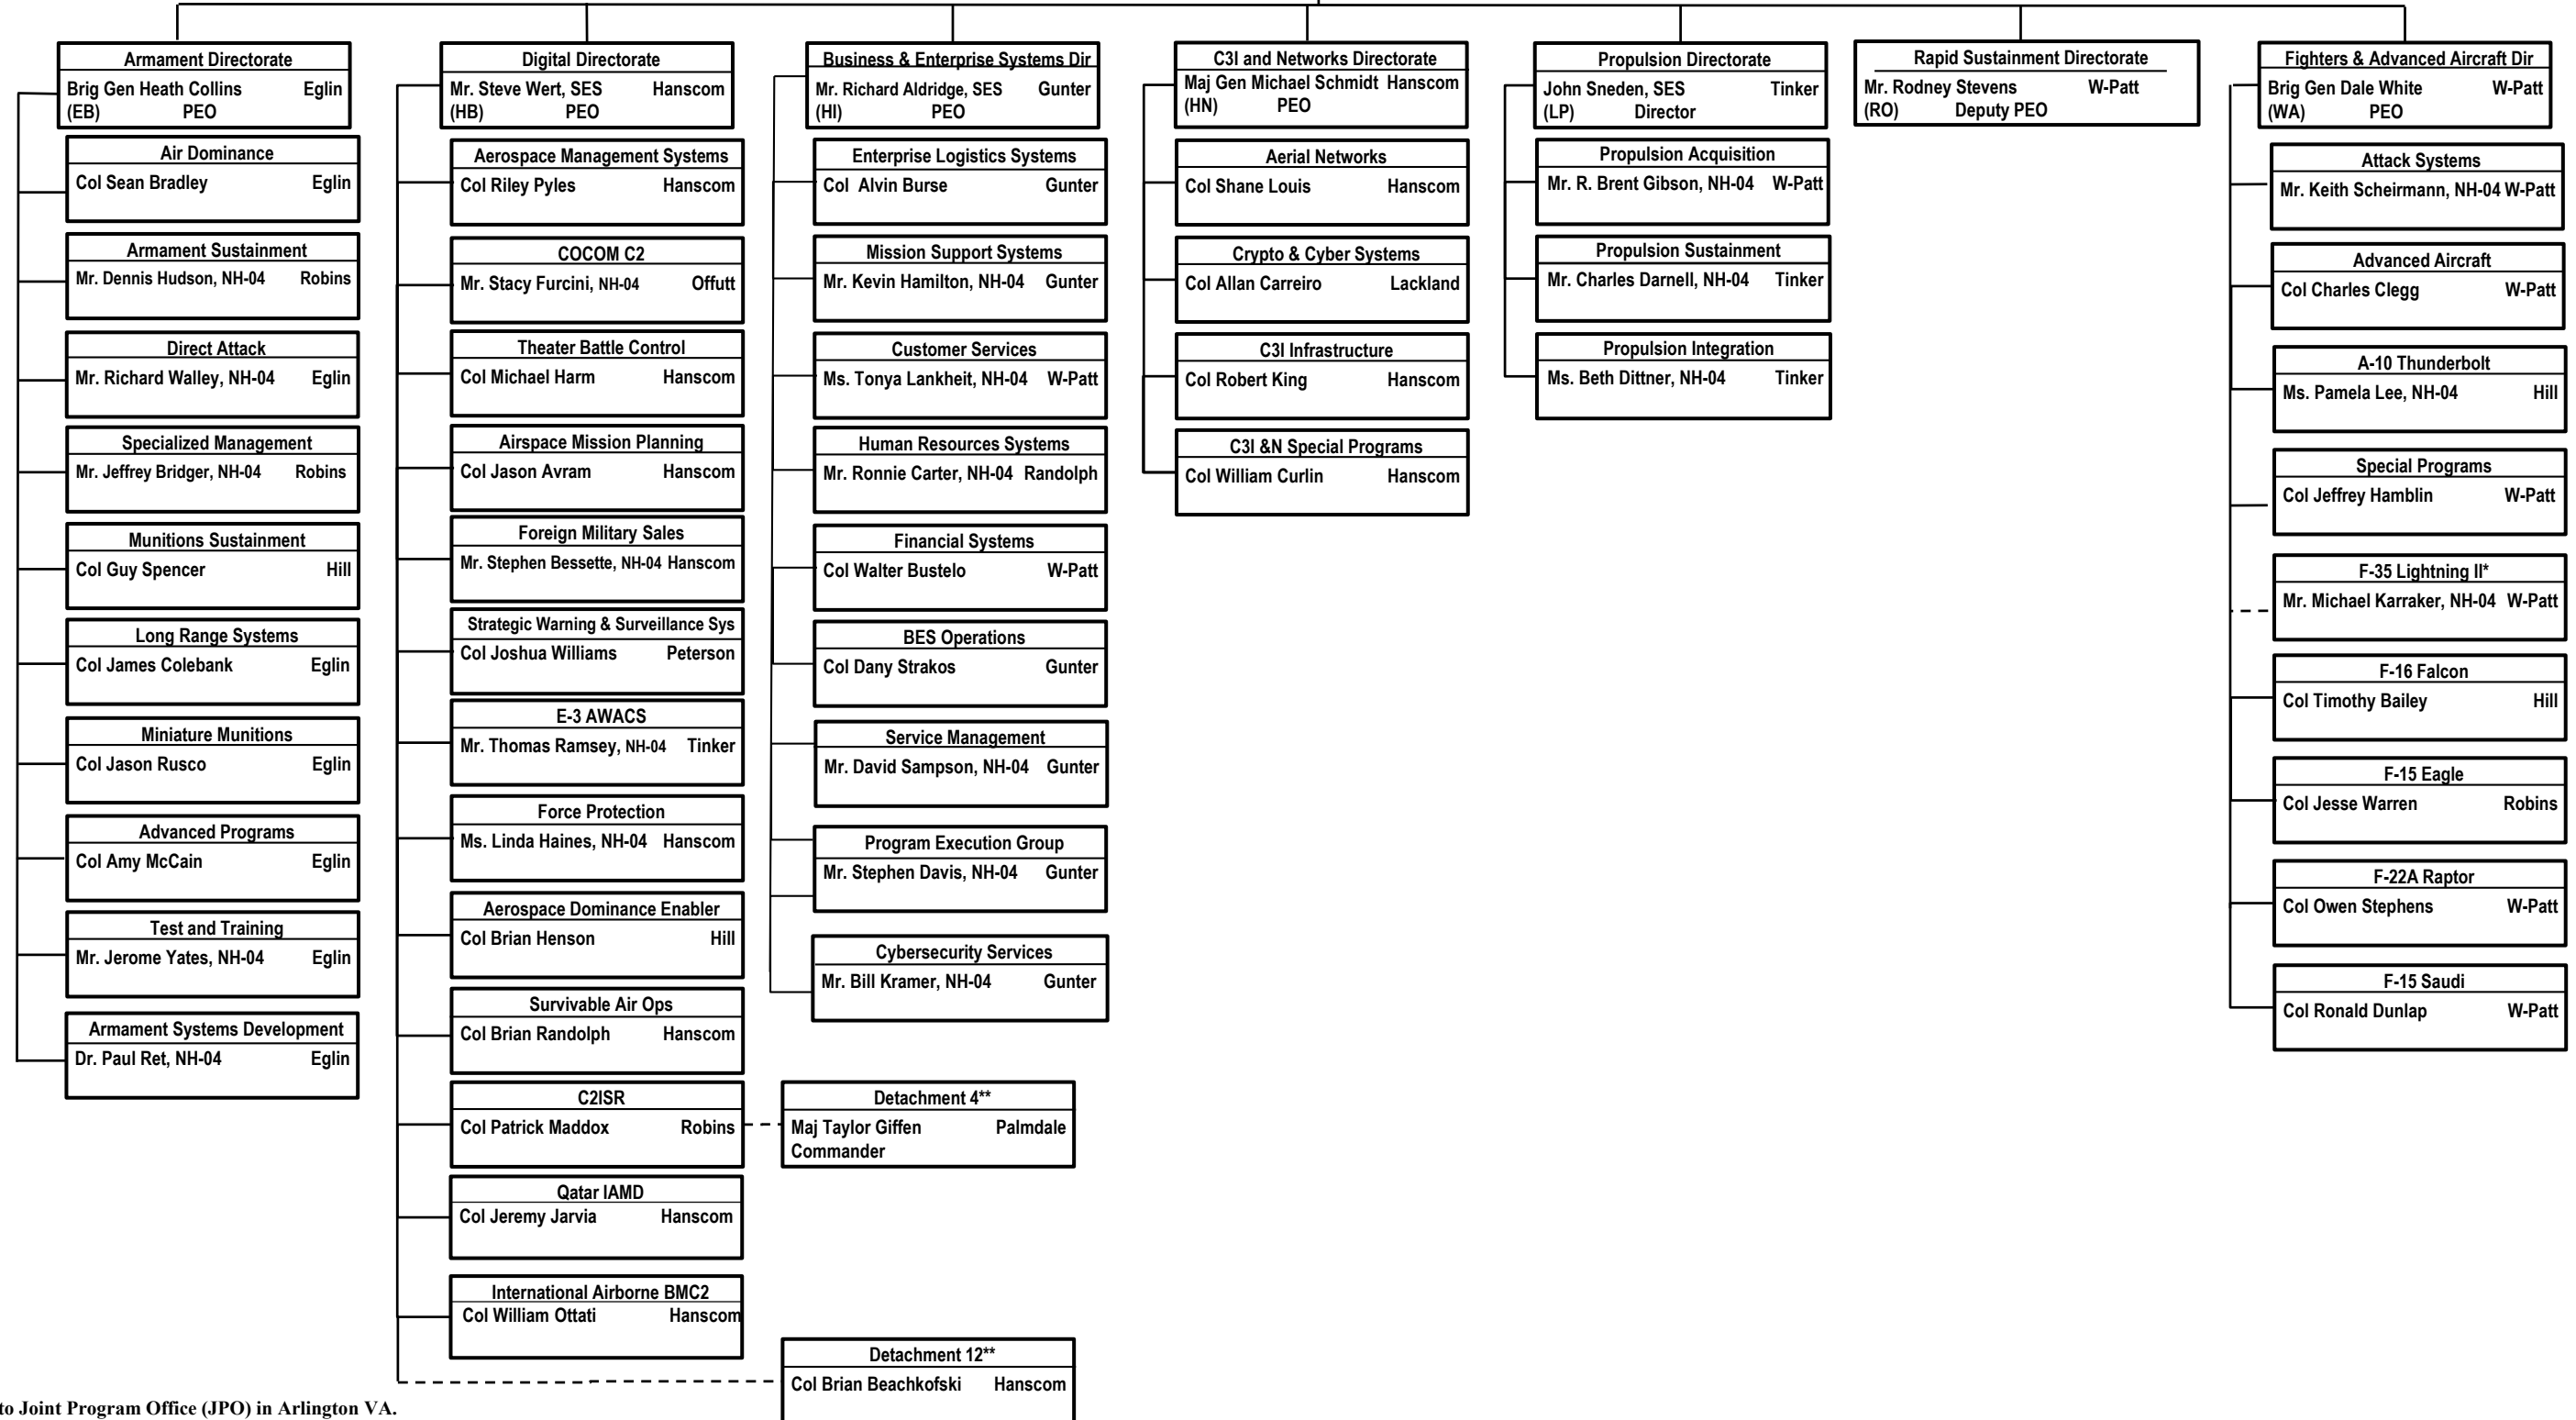 Armament Directorate
Brig Gen Heath Collins Eglin
(EB) PEO
Air Dominance
Col Sean Bradley Eglin
Armament Sustainment
Mr. Dennis Hudson, NH-04 Robins
Direct Attack
Mr. Richard Walley, NH-04 Eglin
Specialized Management
Mr. Jeffrey Bridger, NH-04 Robins
Munitions Sustainment
Col Guy Spencer Hill
Long Range Systems
Col James Colebank Eglin
Miniature Munitions
Col Jason Rusco Eglin
Advanced Programs
Col Amy McCain Eglin
Test and Training
Mr. Jerome Yates, NH-04 Eglin
Armament Systems Development
Dr. Paul Ret, NH-04 Eglin
Digital Directorate
Mr. Steve Wert, SES Hanscom
(HB) PEO
Aerospace Management Systems
Col Riley Pyles Hanscom
COCOM C2
Mr. Stacy Furcini, NH-04 Offutt
Theater Battle Control
Col Michael Harm Hanscom
Airspace Mission Planning
Col Jason Avram Hanscom
Foreign Military Sales
Mr. Stephen Bessette, NH-04 Hanscom
Strategic Warning & Surveillance Sys
Col Joshua Williams Peterson
E-3 AWACS
Mr. Thomas Ramsey, NH-04 Tinker
Force Protection
Ms. Linda Haines, NH-04 Hanscom
Aerospace Dominance Enabler
Col Brian Henson Hill
Survivable Air Ops
Col Brian Randolph Hanscom
C2ISR
Col Patrick Maddox Robins
Detachment 4**
Maj Taylor Giffen Palmdale
Commander
Qatar IAMD
Col Jeremy Jarvia Hanscom
International Airborne BMC2
Col William Ottati Hanscom
Detachment 12**
Col Brian Beachkofski Hanscom
Business & Enterprise Systems Dir
Mr. Richard Aldridge, SES Gunter
(HI) PEO
Enterprise Logistics Systems
Col Alvin Burse Gunter
Mission Support Systems
Mr. Kevin Hamilton, NH-04 Gunter
Customer Services
Ms. Tonya Lankheit, NH-04 W-Patt
Human Resources Systems
Mr. Ronnie Carter, NH-04 Randolph
Financial Systems
Col Walter Bustelo W-Patt
BES Operations
Col Dany Strakos Gunter
Service Management
Mr. David Sampson, NH-04 Gunter
Program Execution Group
Mr. Stephen Davis, NH-04 Gunter
Cybersecurity Services
Mr. Bill Kramer, NH-04 Gunter
C3I and Networks Directorate
Maj Gen Michael Schmidt Hanscom
(HN) PEO
Aerial Networks
Col Shane Louis Hanscom
Crypto & Cyber Systems
Col Allan Carreiro Lackland
C3I Infrastructure
Col Robert King Hanscom
C3I &N Special Programs
Col William Curlin Hanscom
Propulsion Directorate
John Sneden, SES Tinker
(LP) Director
Propulsion Acquisition
Mr. R. Brent Gibson, NH-04 W-Patt
Propulsion Sustainment
Mr. Charles Darnell, NH-04 Tinker
Propulsion Integration
Ms. Beth Dittner, NH-04 Tinker
Rapid Sustainment Directorate
Mr. Rodney Stevens W-Patt
(RO) Deputy PEO
Fighters & Advanced Aircraft Dir
Brig Gen Dale White W-Patt
(WA) PEO
Attack Systems
Mr. Keith Scheirmann, NH-04 W-Patt
Advanced Aircraft
Col Charles Clegg W-Patt
A-10 Thunderbolt
Ms. Pamela Lee, NH-04 Hill
Special Programs
Col Jeffrey Hamblin W-Patt
F-35 Lightning II*
Mr. Michael Karraker, NH-04 W-Patt
F-16 Falcon
Col Timothy Bailey Hill
F-15 Eagle
Col Jesse Warren Robins
F-22A Raptor
Col Owen Stephens W-Patt
F-15 Saudi
Col Ronald Dunlap W-Patt
to Joint Program Office (JPO) in Arlington VA.